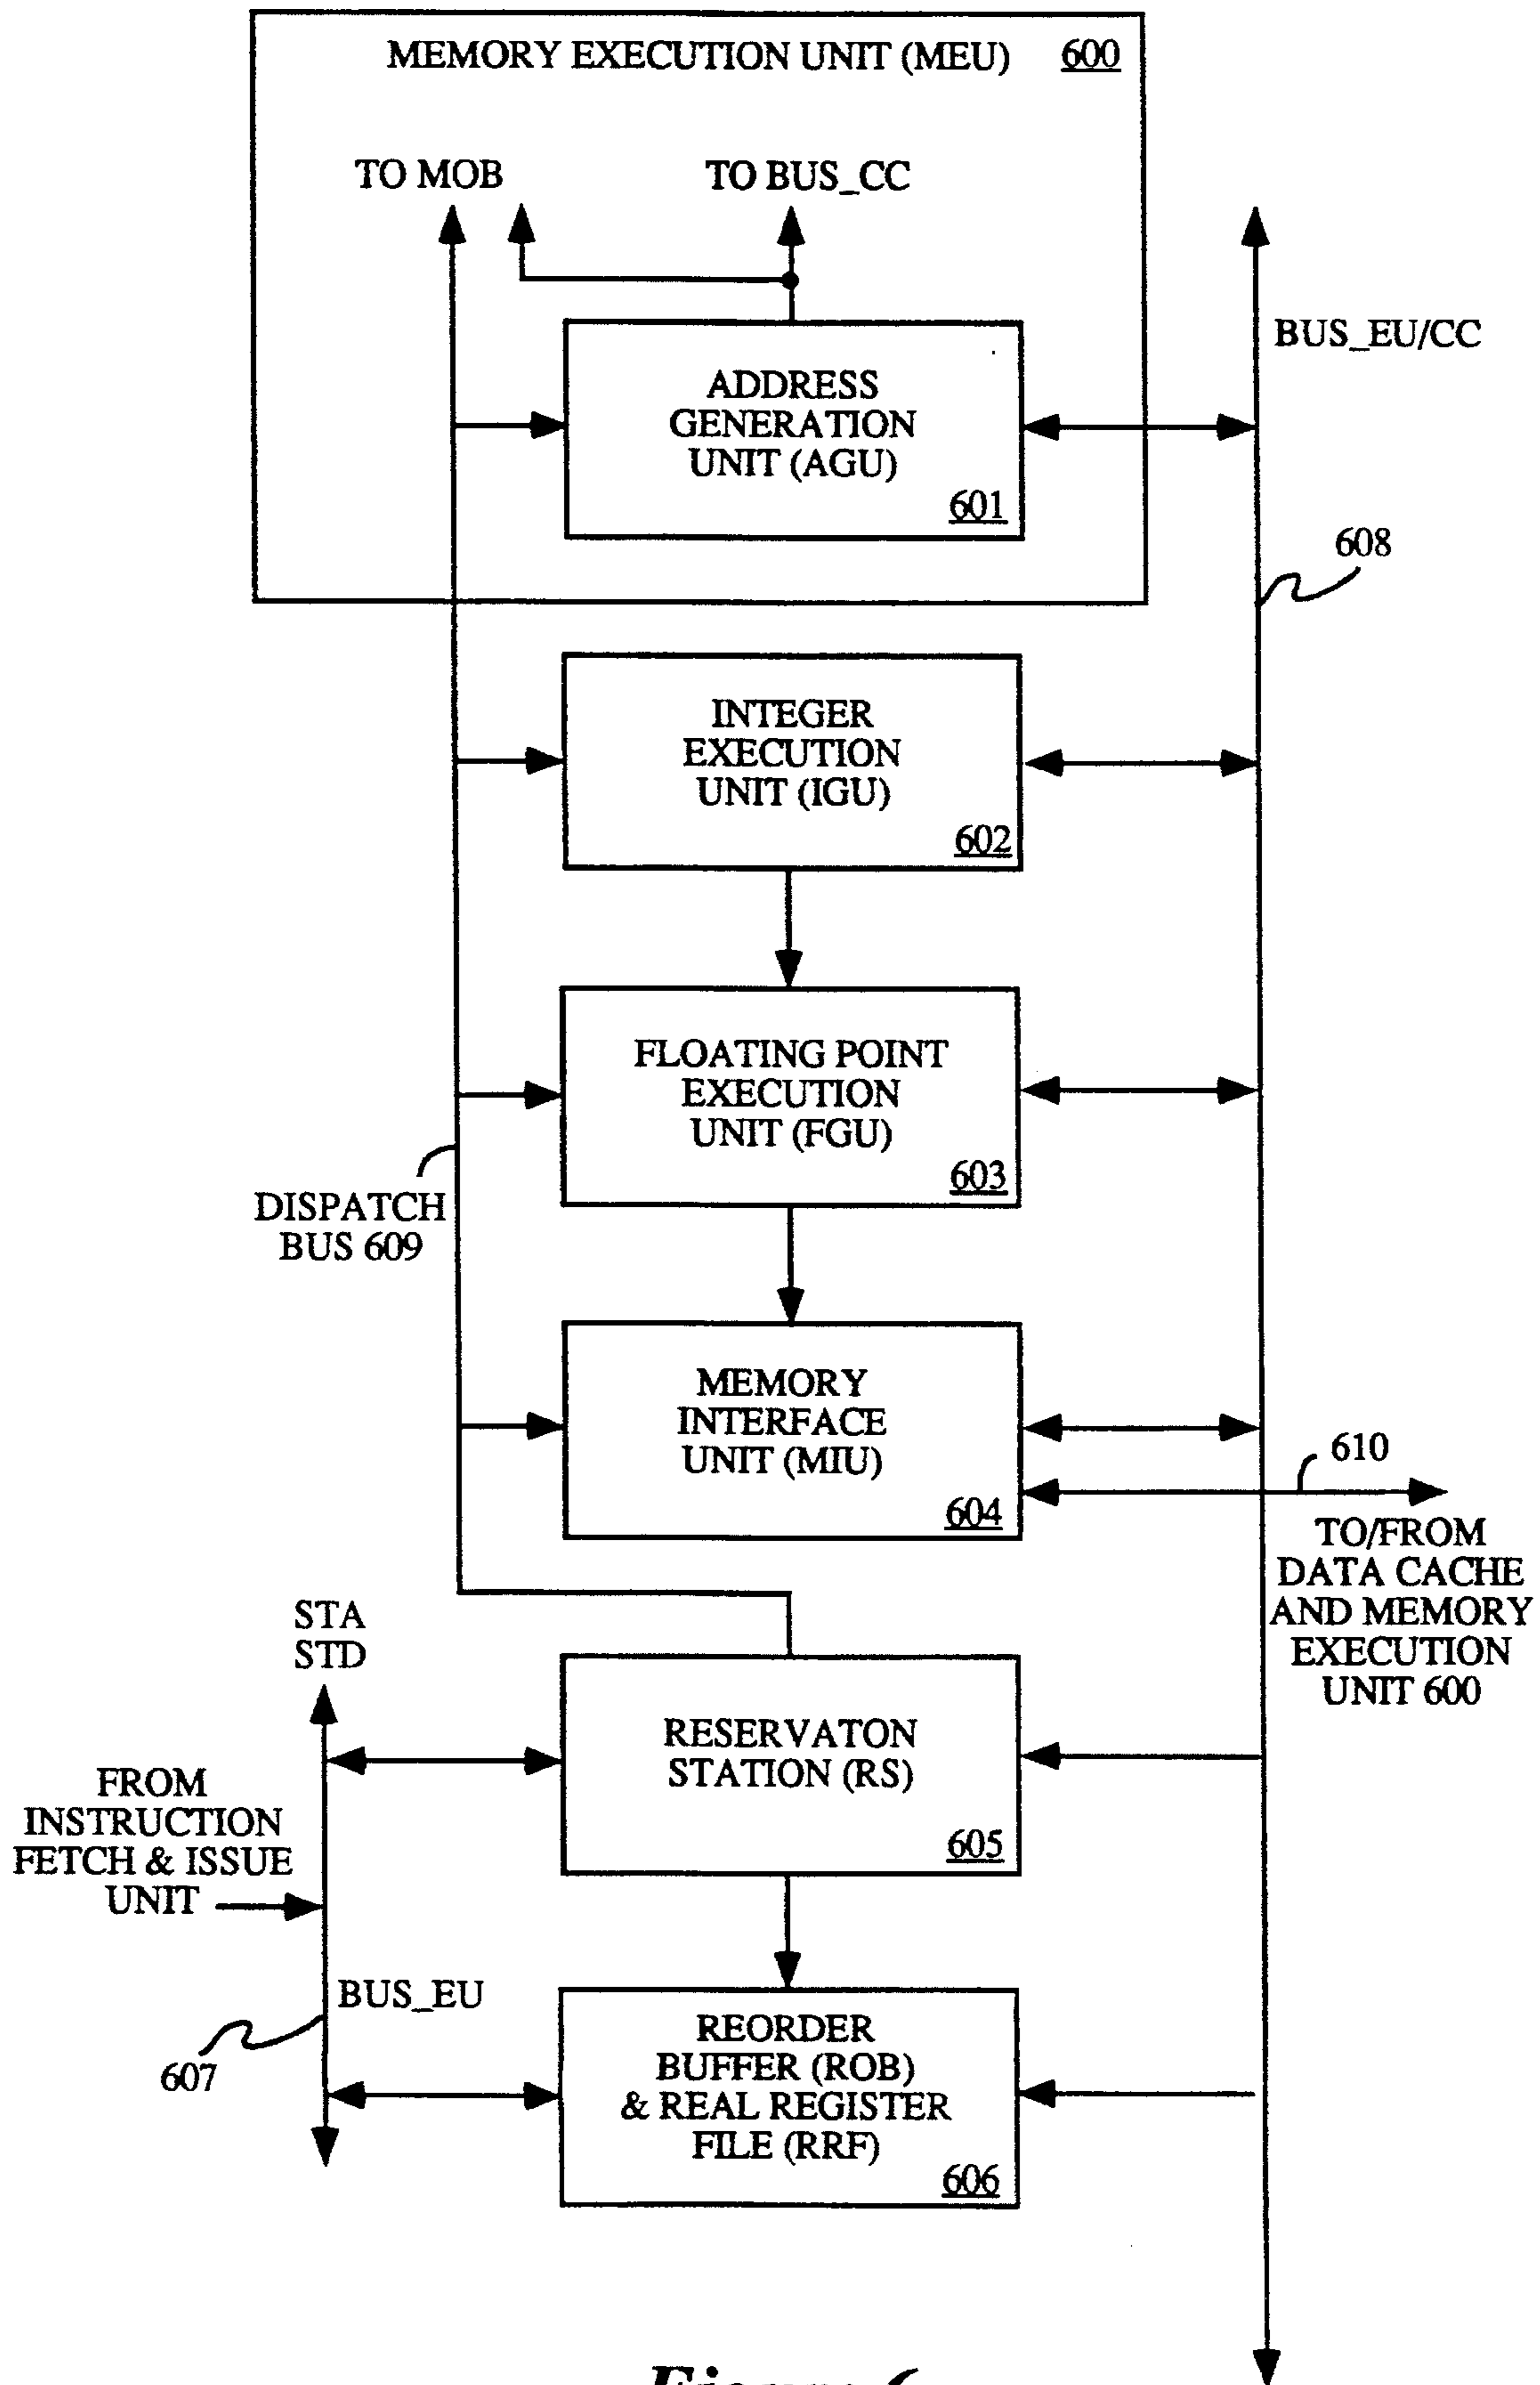 MEMORY EXECUTION UNIT (MEU) 600
TO MOB
TO BUS_CC
BUS_EU/CC
ADDRESS
GENERATION
UNIT (AGU)
601
608
INTEGER
EXECUTION
UNIT (IGU)
602
FLOATING POINT
EXECUTION
UNIT (FGU)
603
DISPATCH
BUS 609
MEMORY
INTERFACE
UNIT (MIU)
604
610
TO/FROM
DATA CACHE
AND MEMORY
EXECUTION
UNIT 600
STA
STD
RESERVATON
STATION (RS)
605
FROM
INSTRUCTION
FETCH & ISSUE
UNIT
BUS_EU
607
REORDER
BUFFER (ROB)
& REAL REGISTER
FILE (RRF)
606
Figure 6